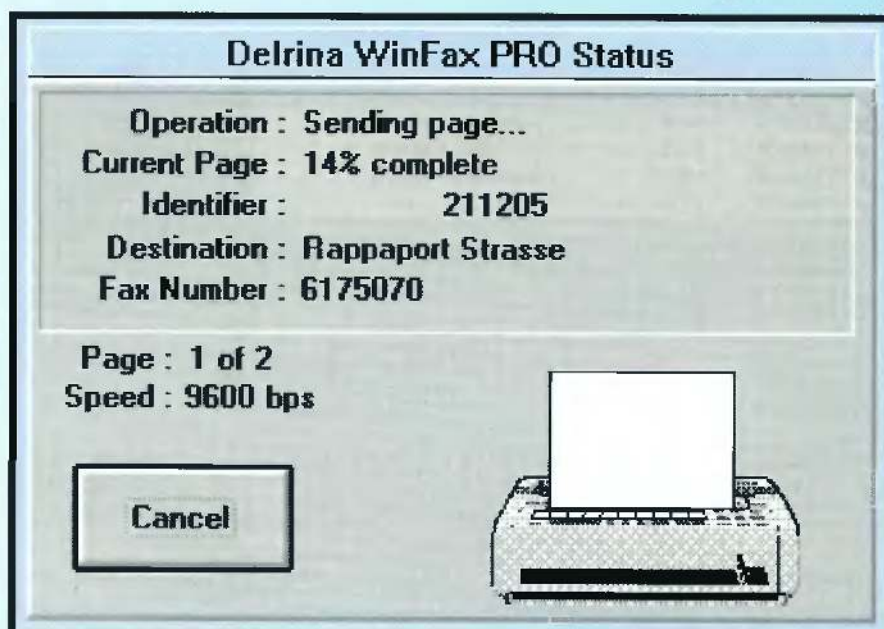 Delrina WinFax PRO Status
Operation : Sending page...
Current Page : 14% complete
Identifier : 211205
Destination : Rappaport Strasse
Fax Number : 6175070
Page : 1 of 2
Speed : 9600 bps
Cancel